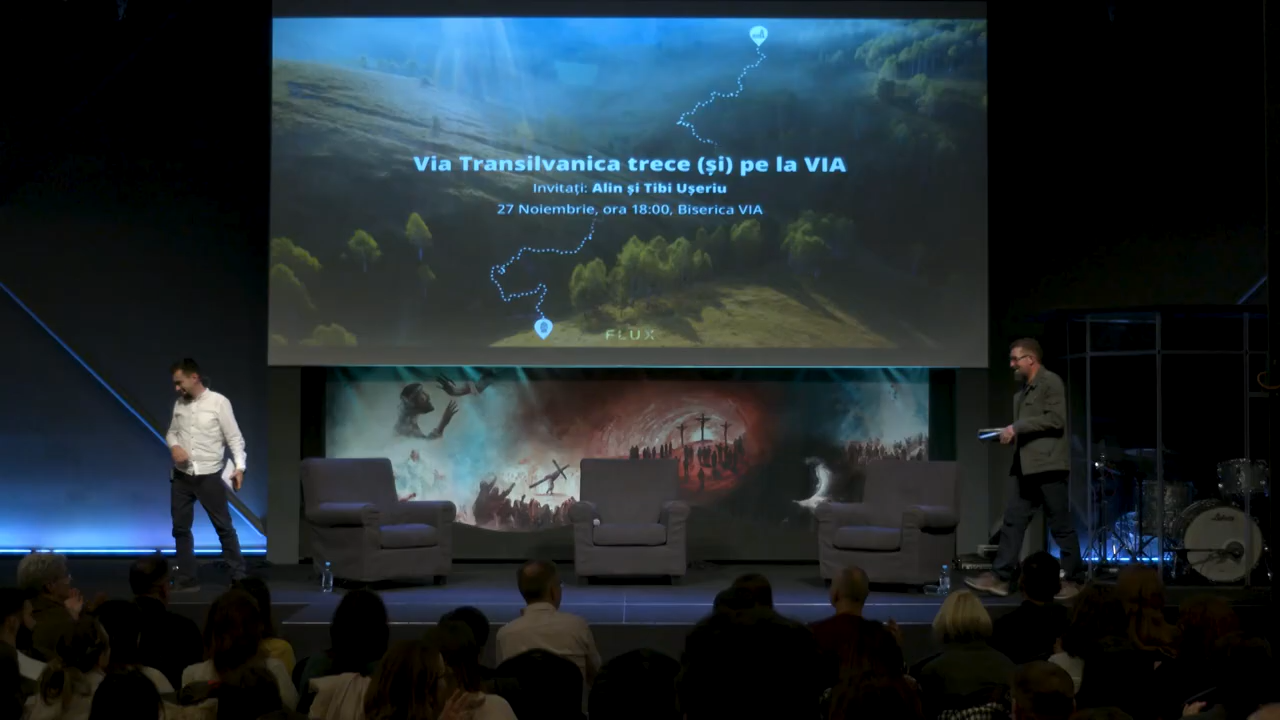 Via Transilvanica trece (și) pe la VIA
Invitați: Alin și Tibi Ușeriu
27 Noiembrie, ora 18:00, Biserica VIA
FLUX